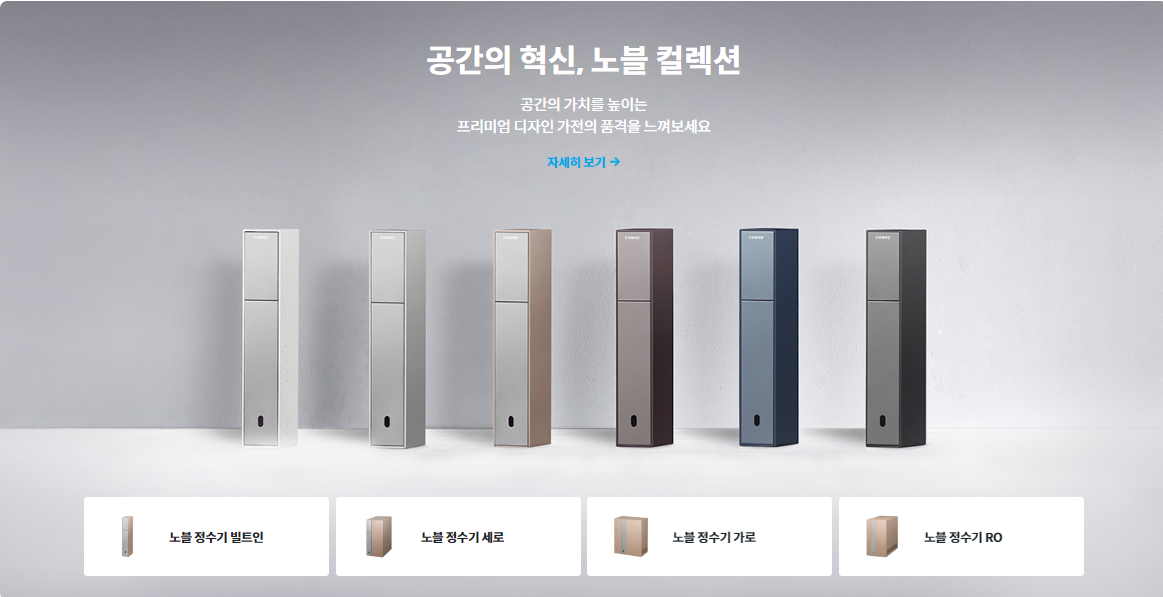 공간의 혁신, 노블 컬렉션
공간의 가치를 높이는
프리미엄 디자인 가전의 품격을 느껴보세요
자세히 보기 →
노블 정수기 빌트인
노블 정수기 세로
노블 정수기 가로
노블 정수기 RO